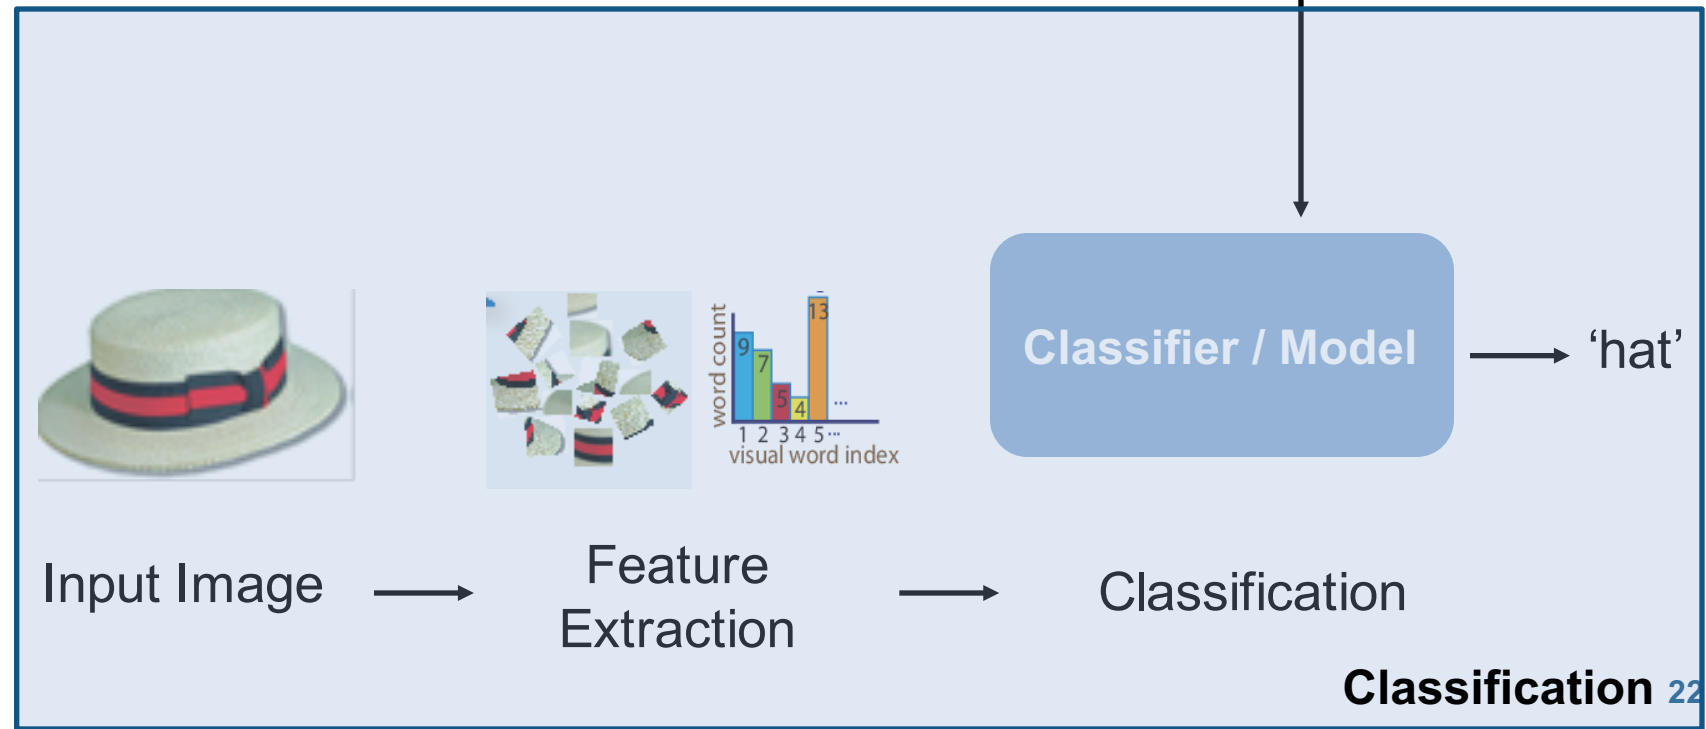 word count
9
7
5
4
13
...
1 2 3 4 5 ...
visual word index
Classifier / Model
‘hat’
Input Image
Feature
Extraction
Classification
Classification 22